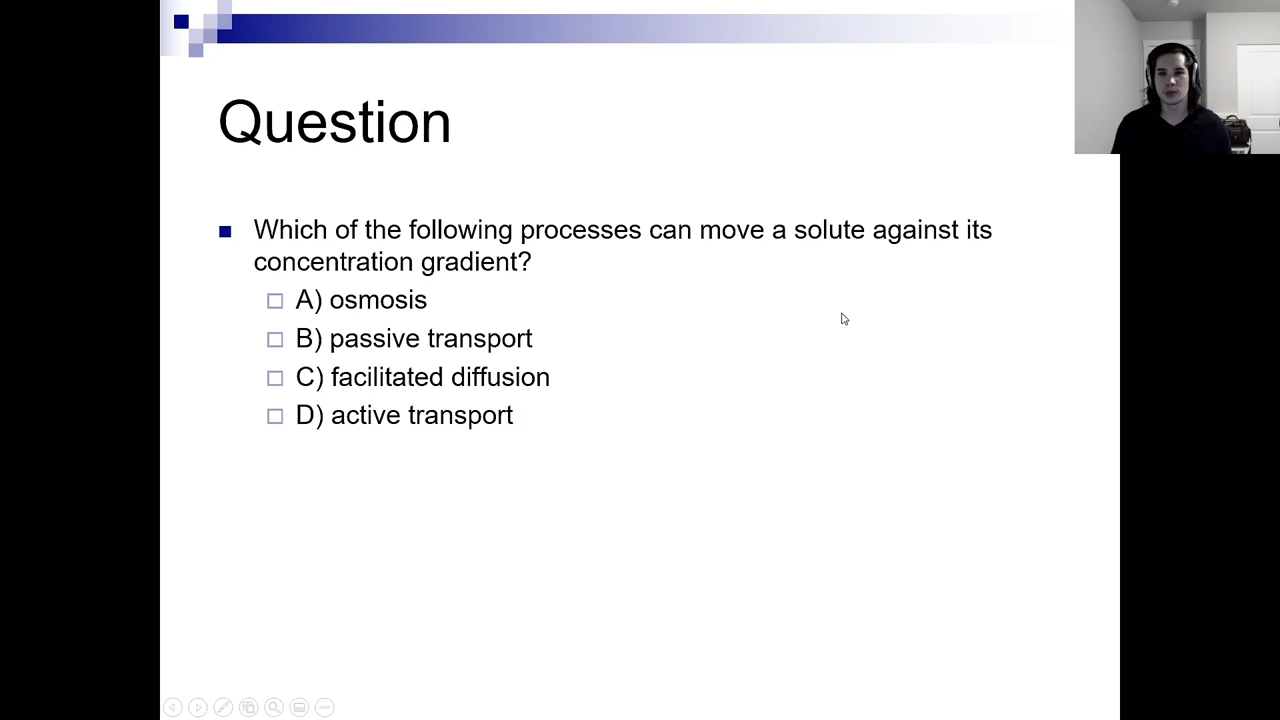 Question
Which of the following processes can move a solute against its
concentration gradient?
A) osmosis
B) passive transport
C) facilitated diffusion
D) active transport